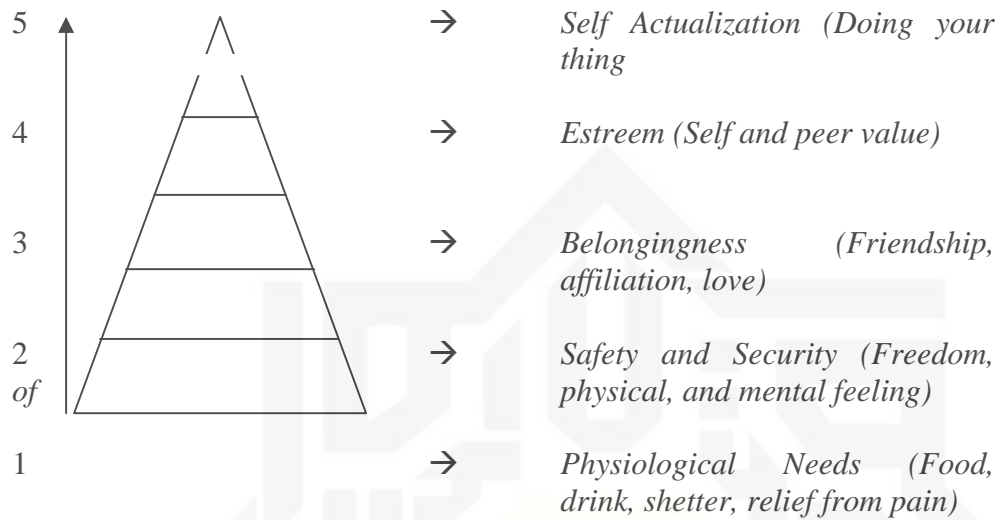 5 → Self Actualization (Doing your
thing
4 → Estreem (Self and peer value)
3 → Belongingness (Friendship,
affiliation, love)
2 → Safety and Security (Freedom,
of physical, and mental feeling)
1 → Physiological Needs (Food,
drink, shetter, relief from pain)